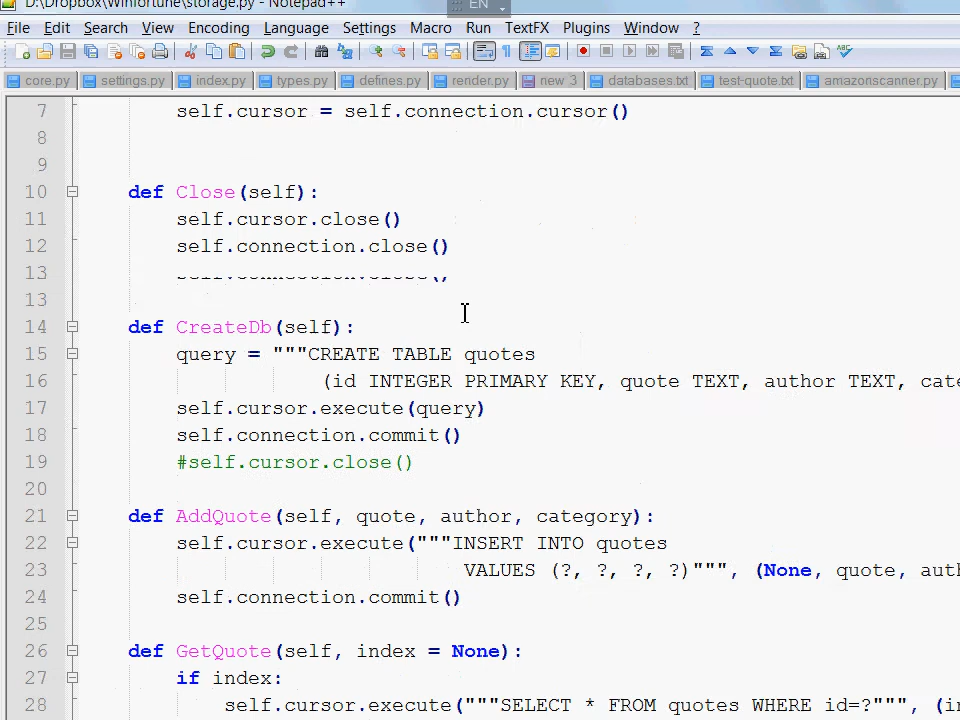 D:\Dropbox\Winfortune\storage.py - Notepad++
EN
File Edit Search View Encoding Language Settings Macro Run TextFX Plugins Window ?
core.py settings.py index.py types.py defines.py render.py new 3 databases.txt test-quote.txt amazonscanner.py
7 self.cursor = self.connection.cursor()
8
9
10 def Close(self):
11 self.cursor.close()
12 self.connection.close()
13
13
14 def CreateDb(self):
15 query = """CREATE TABLE quotes
16 (id INTEGER PRIMARY KEY, quote TEXT, author TEXT, cate
17 self.cursor.execute(query)
18 self.connection.commit()
19 #self.cursor.close()
20
21 def AddQuote(self, quote, author, category):
22 self.cursor.execute("""INSERT INTO quotes
23 VALUES (?, ?, ?, ?)""", (None, quote, auth
24 self.connection.commit()
25
26 def GetQuote(self, index = None):
27 if index:
28 self.cursor.execute("""SELECT * FROM quotes WHERE id=?""", (in